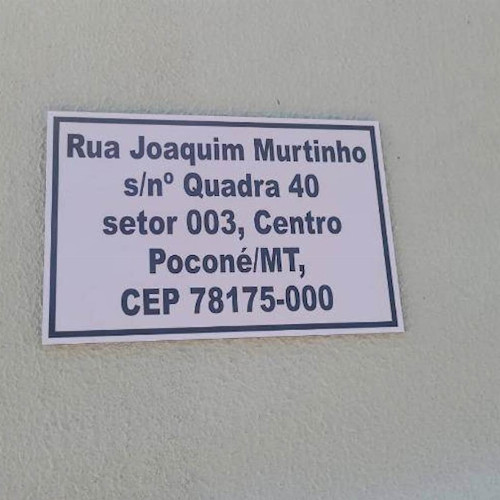 Rua Joaquim Murtinho
s/nº Quadra 40
setor 003, Centro
Poconé/MT,
CEP 78175-000